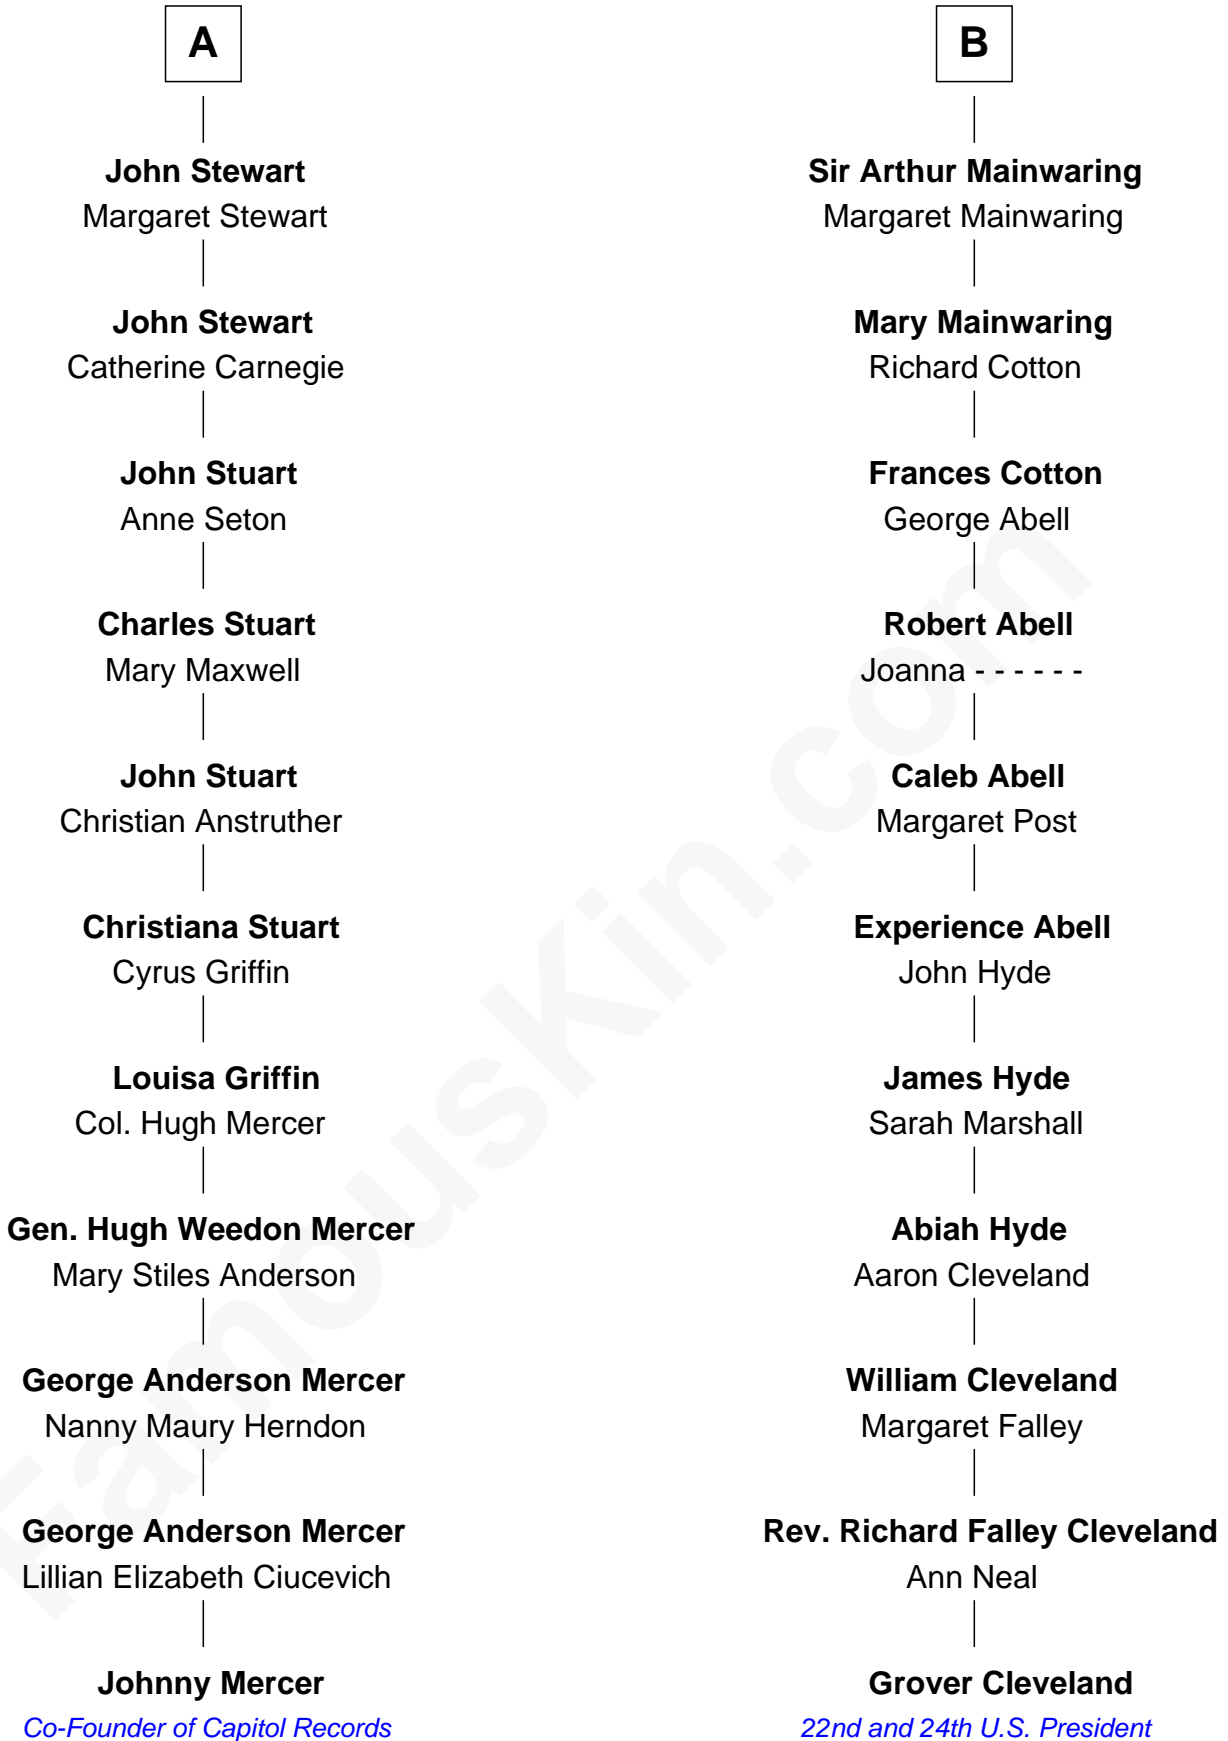 A
John Stewart
Margaret Stewart
John Stewart
Catherine Carnegie
John Stuart
Anne Seton
Charles Stuart
Mary Maxwell
John Stuart
Christian Anstruther
Christiana Stuart
Cyrus Griffin
Louisa Griffin
Col. Hugh Mercer
Gen. Hugh Weedon Mercer
Mary Stiles Anderson
George Anderson Mercer
Nanny Maury Herndon
George Anderson Mercer
Lillian Elizabeth Ciucevich
Johnny Mercer
Co-Founder of Capitol Records
B
Sir Arthur Mainwaring
Margaret Mainwaring
Mary Mainwaring
Richard Cotton
Frances Cotton
George Abell
Robert Abell
Joanna - - - - - -
Caleb Abell
Margaret Post
Experience Abell
John Hyde
James Hyde
Sarah Marshall
Abiah Hyde
Aaron Cleveland
William Cleveland
Margaret Falley
Rev. Richard Falley Cleveland
Ann Neal
Grover Cleveland
22nd and 24th U.S. President
FamousKin.com